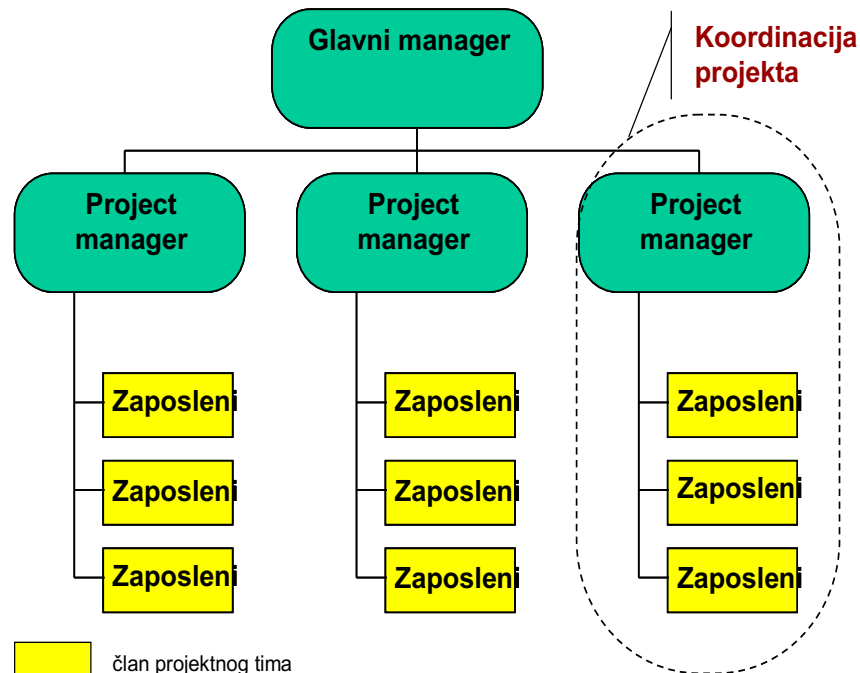 Glavni manager
Koordinacija
projekta
Project
manager
Project
manager
Project
manager
Zaposleni
Zaposleni
Zaposleni
Zaposleni
Zaposleni
Zaposleni
Zaposleni
Zaposleni
Zaposleni
član projektnog tima